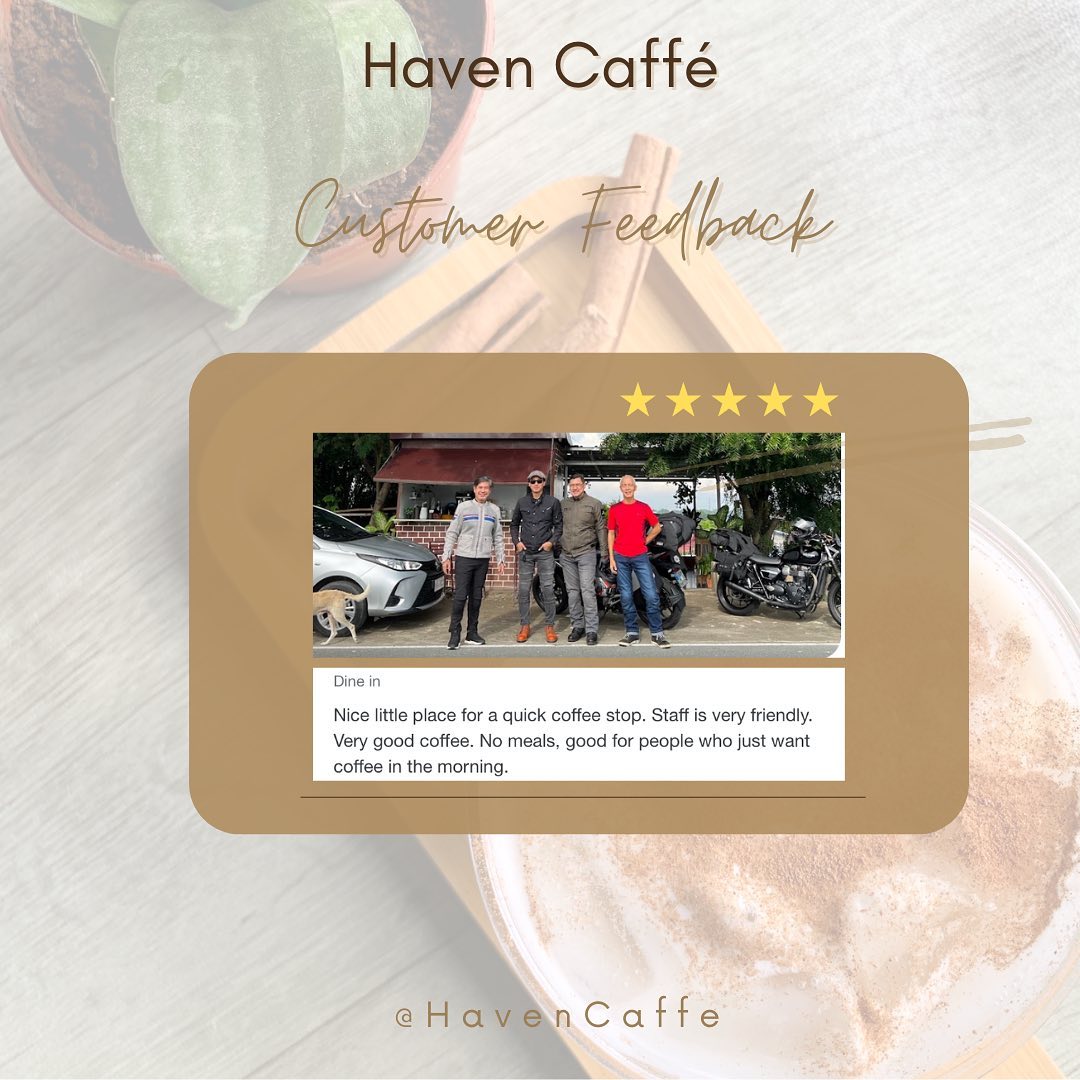 Haven Caffé
Customer Feedback
Dine in
Nice little place for a quick coffee stop. Staff is very friendly.
Very good coffee. No meals, good for people who just want
coffee in the morning.
@HavenCaffe